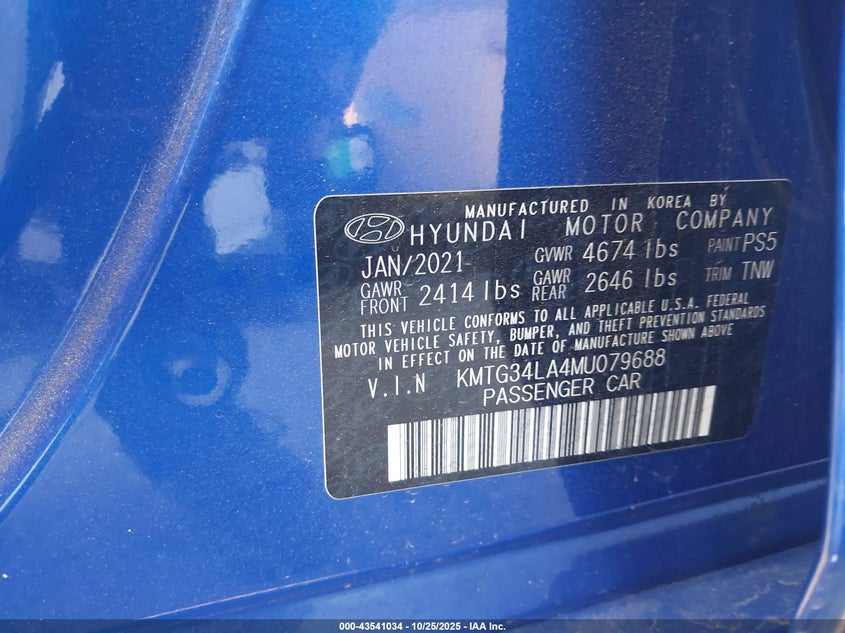 MANUFACTURED IN KOREA BY
HYUNDAI MOTOR COMPANY
JAN/2021 GVWR 4674 lbs PAINT PS5
GAWR FRONT 2414 lbs GAWR REAR 2646 lbs TRIM TNW
THIS VEHICLE CONFORMS TO ALL APPLICABLE U.S.A. FEDERAL
MOTOR VEHICLE SAFETY, BUMPER, AND THEFT PREVENTION STANDARDS
IN EFFECT ON THE DATE OF MANUFACTURE SHOWN ABOVE
V.I.N KMTG34LA4MU079688
PASSENGER CAR
000-43541034 - 10/25/2025 - IAA Inc.